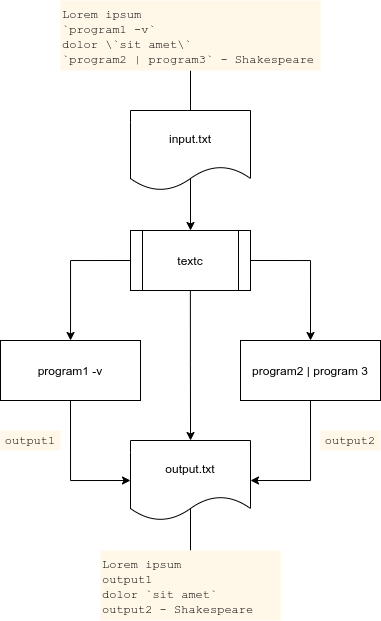 Lorem ipsum
`program1 -v`
dolor \`sit amet\`
`program2 | program3` - Shakespeare
input.txt
textc
program1 -v
program2 | program 3
output1
output2
output.txt
Lorem ipsum
output1
dolor `sit amet`
output2 - Shakespeare